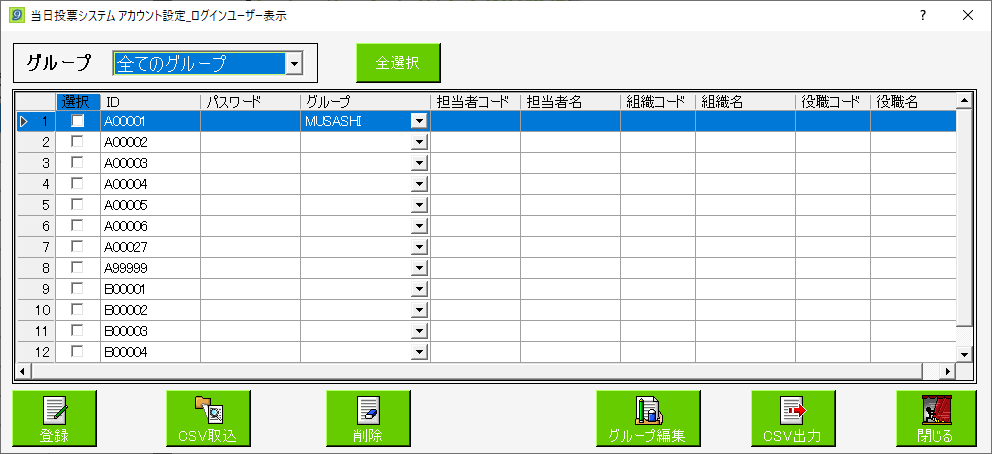 当日投票システム アカウント設定_ログインユーザー表示
グループ 全てのグループ 全選択
選択 ID パスワード グループ 担当者コード 担当者名 組織コード 組織名 役職コード 役職名
1 A00001 MUSASHI
2 A00002
3 A00003
4 A00004
5 A00005
6 A00006
7 A00027
8 A99999
9 B00001
10 B00002
11 B00003
12 B00004
登録 CSV取込 削除 グループ編集 CSV出力 閉じる